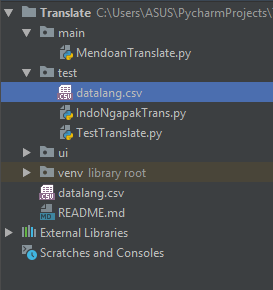 Translate C:\Users\ASUS\PycharmProjects\
main
MendoanTranslate.py
test
datalang.csv
IndoNgapakTrans.py
TestTranslate.py
ui
venv library root
datalang.csv
README.md
External Libraries
Scratches and Consoles